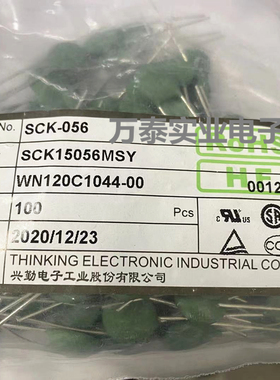 No. SCK-056
万泰实业电子
RoHS
SCK15056MSY
HF
WN120C1044-00
0012
100 Pcs
2020/12/23
THINKING ELECTRONIC INDUSTRIAL CO
兴勤电子工业股份有限公司